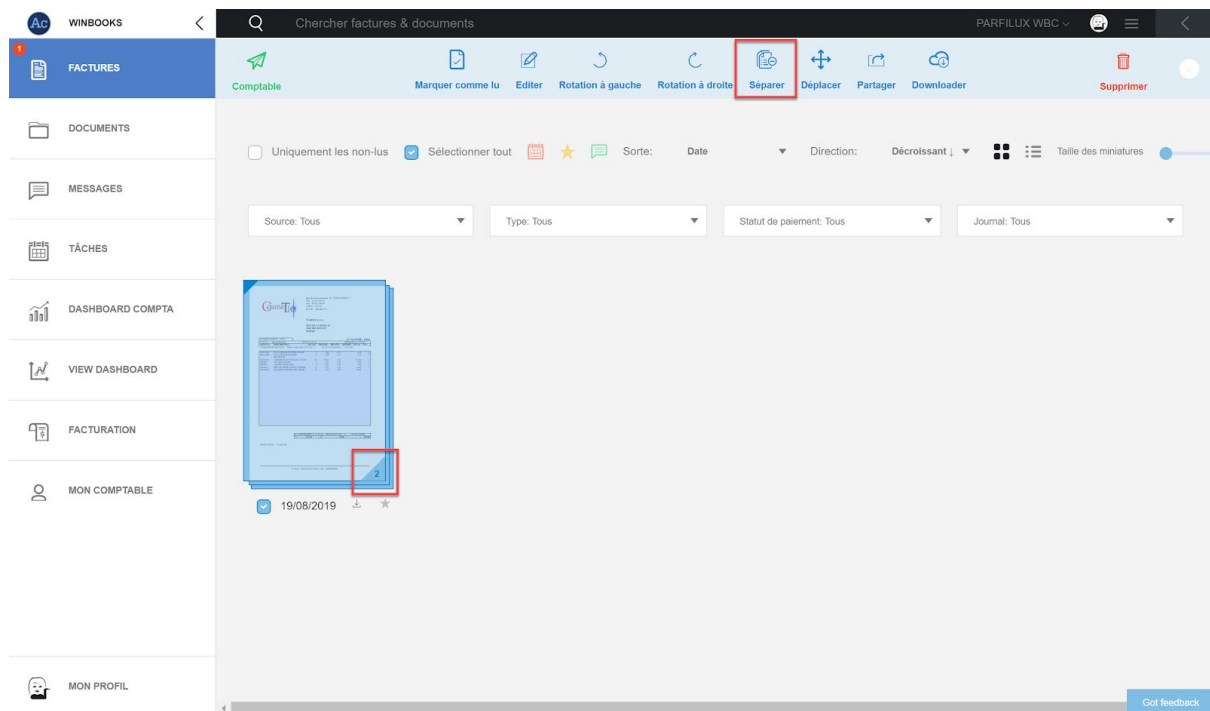 Ac WINBOOKS
Chercher factures & documents
PARFILUX WBC
1
FACTURES
DOCUMENTS
MESSAGES
TÂCHES
DASHBOARD COMPTA
VIEW DASHBOARD
FACTURATION
MON COMPTABLE
MON PROFIL
Comptable
Marquer comme lu Editer Rotation à gauche Rotation à droite Séparer Déplacer Partager Downloader Supprimer
Uniquement les non-lus Sélectionner tout Sorte: Date Direction: Décroissant ↓ Taille des miniatures
Source: Tous Type: Tous Statut de paiement: Tous Journal: Tous
2
19/08/2019
Got feedback